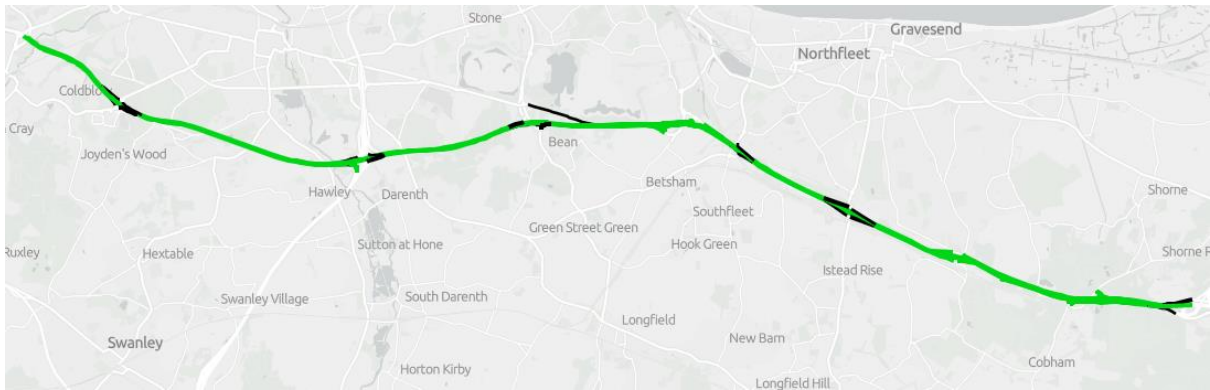 Stone
Gravesend
Northfleet
Coldblo
Cray
Joyden's Wood
Bean
Hawley
Darenth
Betsham
Shorne
Southfleet
Green Street Green
Ruxley
Hextable
Sutton at Hone
Hook Green
Shorne R
Istead Rise
Swanley Village
South Darenth
Longfield
New Barn
Swanley
Cobham
Horton Kirby
Longfield Hill